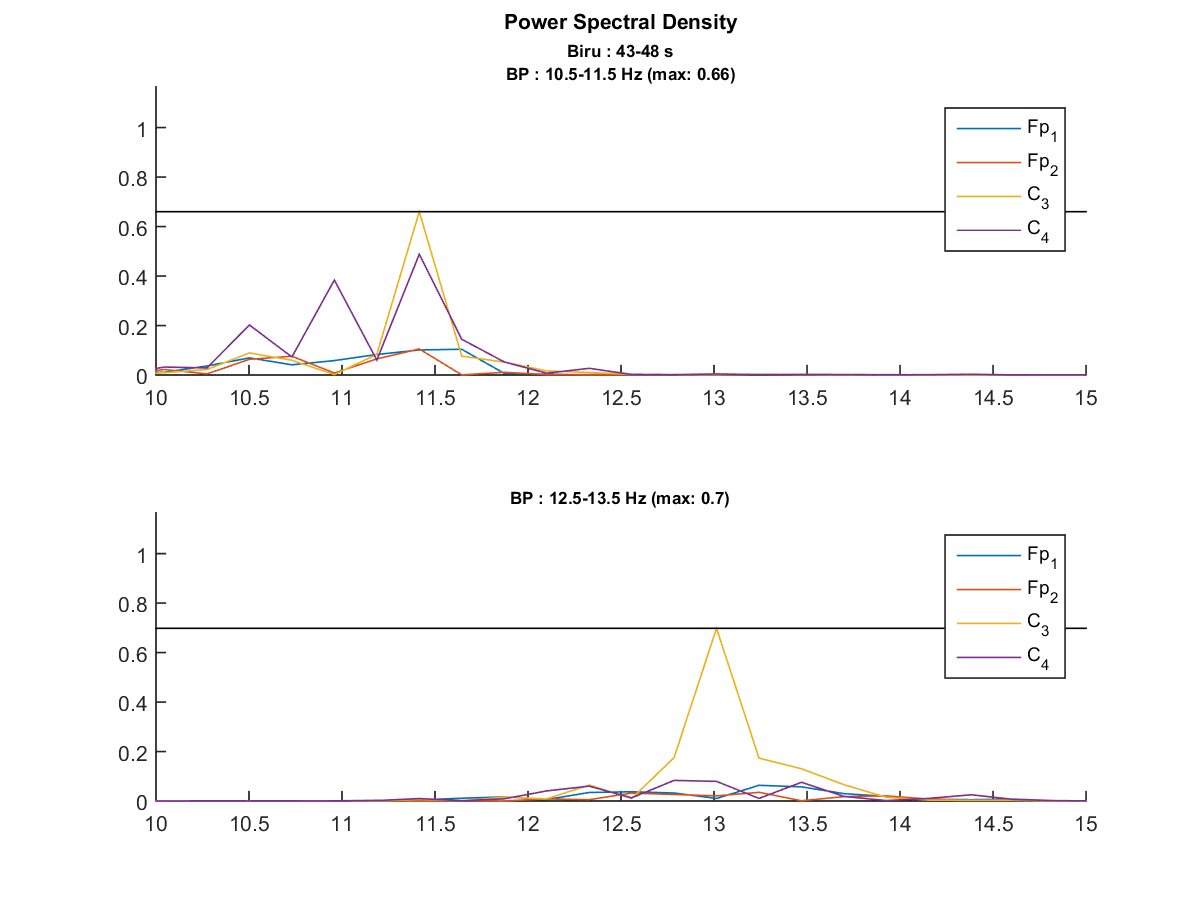 Power Spectral Density
Biru : 43-48 s
BP : 10.5-11.5 Hz (max: 0.66)
1
0.8
0.6
0.4
0.2
0
10 10.5 11 11.5 12 12.5 13 13.5 14 14.5 15
Fp1
Fp2
C3
C4
BP : 12.5-13.5 Hz (max: 0.7)
1
0.8
0.6
0.4
0.2
0
10 10.5 11 11.5 12 12.5 13 13.5 14 14.5 15
Fp1
Fp2
C3
C4